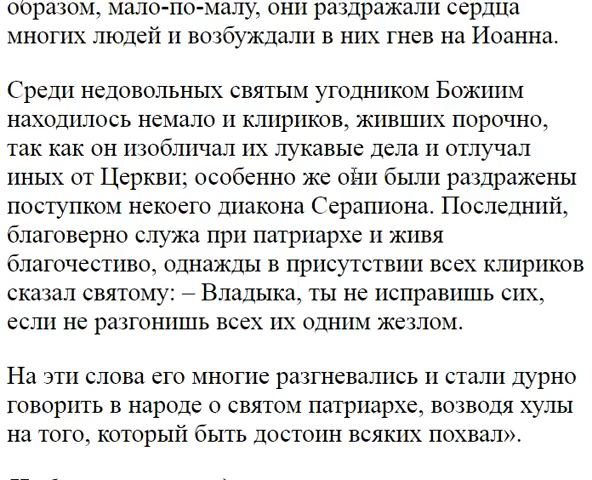 образом, мало-по-малу, они раздражали сердца
многих людей и возбуждали в них гнев на Иоанна.
Среди недовольных святым угодником Божиим
находилось немало и клириков, живших порочно,
так как он изобличал их лукавые дела и отлучал
иных от Церкви; особенно же они были раздражены
поступком некоего диакона Серапиона. Последний,
благоверно служа при патриархе и живя
благочестиво, однажды в присутствии всех клириков
сказал святому: – Владыка, ты не исправишь сих,
если не разгонишь всех их одним жезлом.
На эти слова его многие разгневались и стали дурно
говорить в народе о святом патриархе, возводя хулы
на того, который быть достоин всяких похвал».